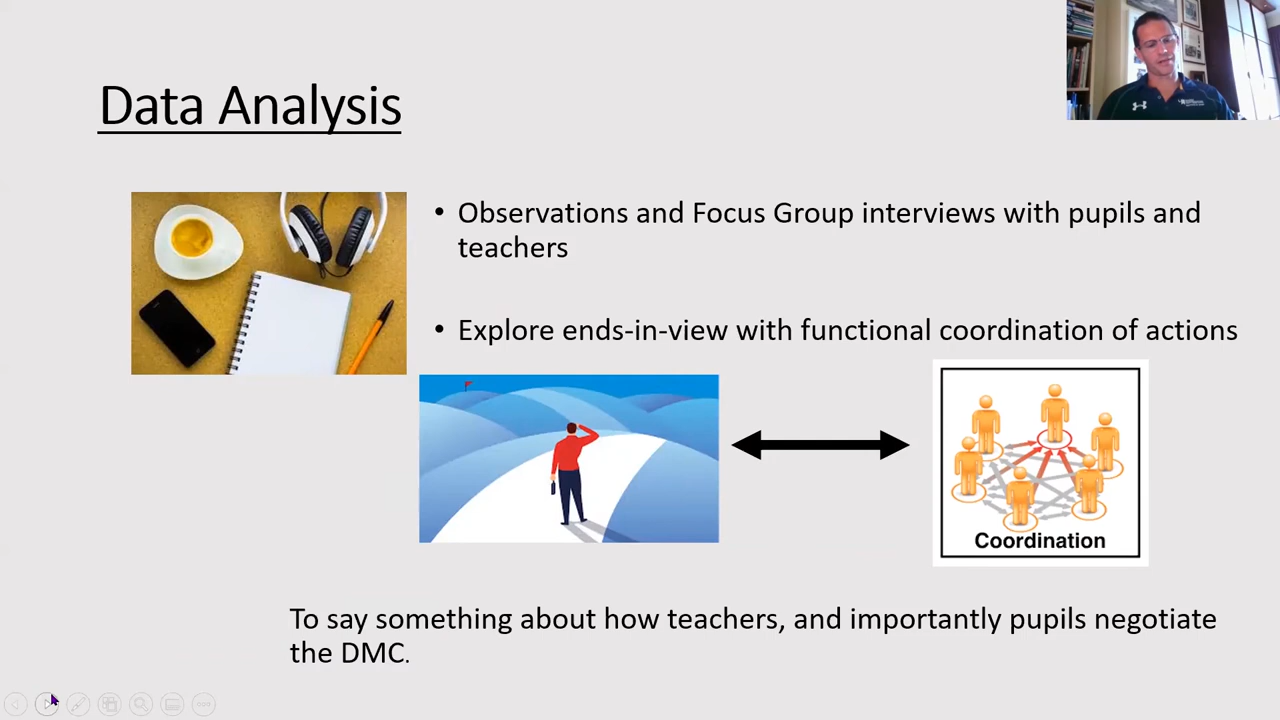 Data Analysis
• Observations and Focus Group interviews with pupils and
teachers
• Explore ends-in-view with functional coordination of actions
Coordination
To say something about how teachers, and importantly pupils negotiate
the DMC.